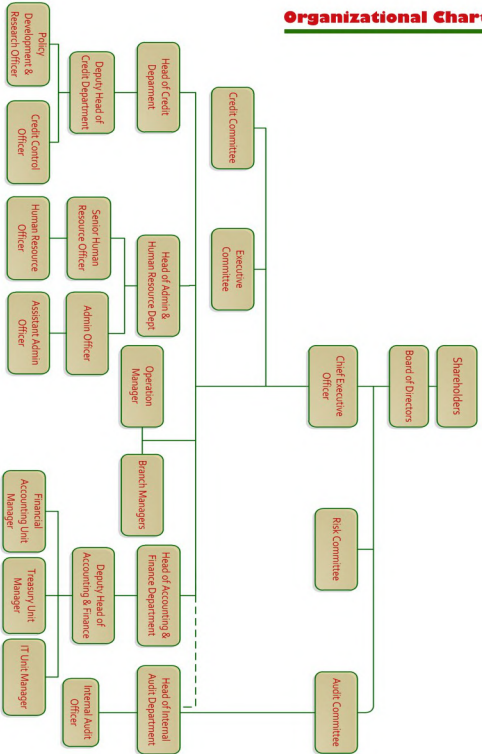 Organizational Chart
Shareholders
Board of Directors
Chief Executive
Officer
Risk Committee
Audit Committee
Credit Committee
Executive
Committee
Head of Credit
Deparment
Head of Admin &
Human Resource Dept
Operation
Manager
Branch Managers
Head of Accounting &
Finance Department
Head of Internal
Audit Department
Deputy Head of
Credit Department
Senior Human
Resource Officer
Admin Officer
Deputy Head of
Accounting & Finance
Internal Audit
Officer
Policy
Development &
Research Officer
Credit Control
Officer
Human Resource
Officer
Assistant Admin
Officer
Financial
Accounting Unit
Manager
Treasury Unit
Manager
IT Unit Manager